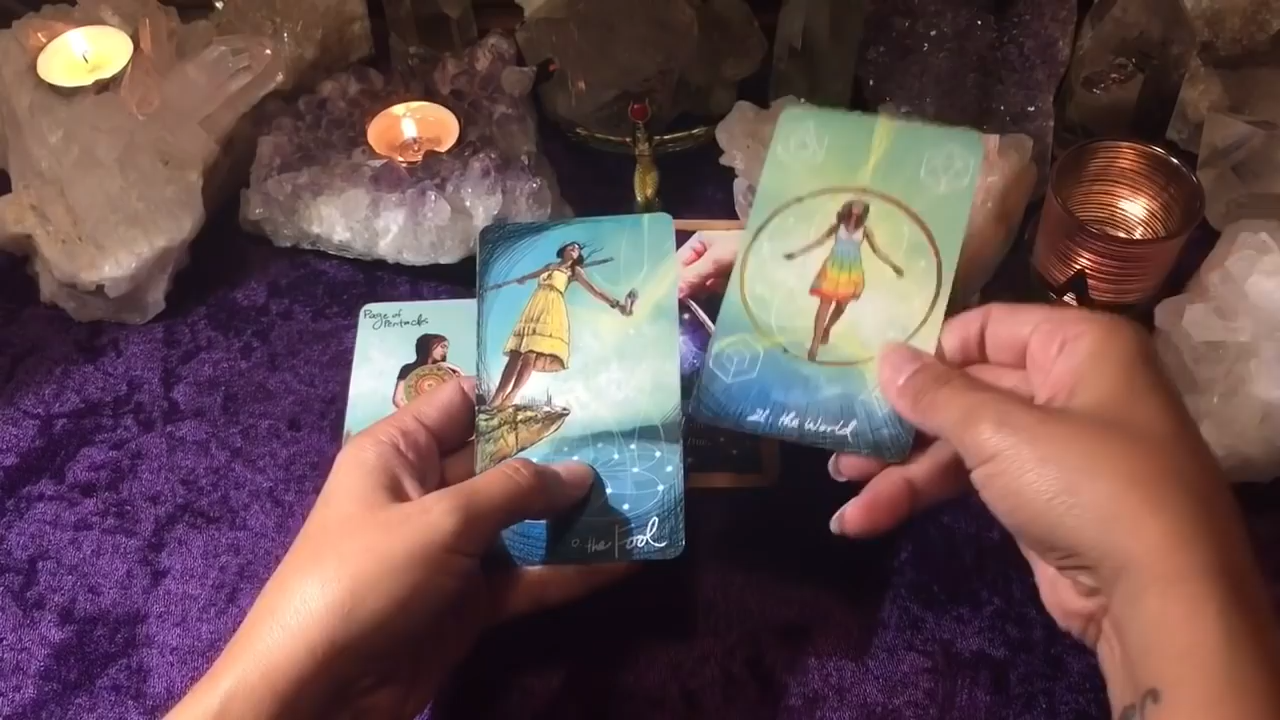 Page of
Pentacles
0. the Fool
21. the World